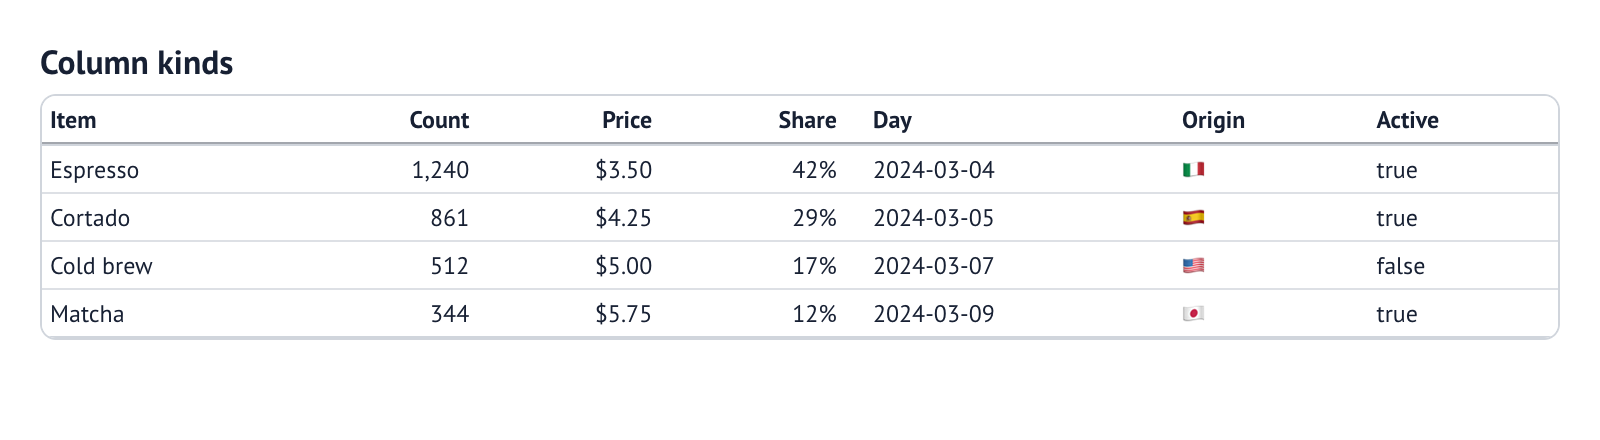 Column kinds
Item Count Price Share Day Origin Active
Espresso 1,240 $3.50 42% 2024-03-04 🇮🇹 true
Cortado 861 $4.25 29% 2024-03-05 🇪🇸 true
Cold brew 512 $5.00 17% 2024-03-07 🇺🇸 false
Matcha 344 $5.75 12% 2024-03-09 🇯🇵 true